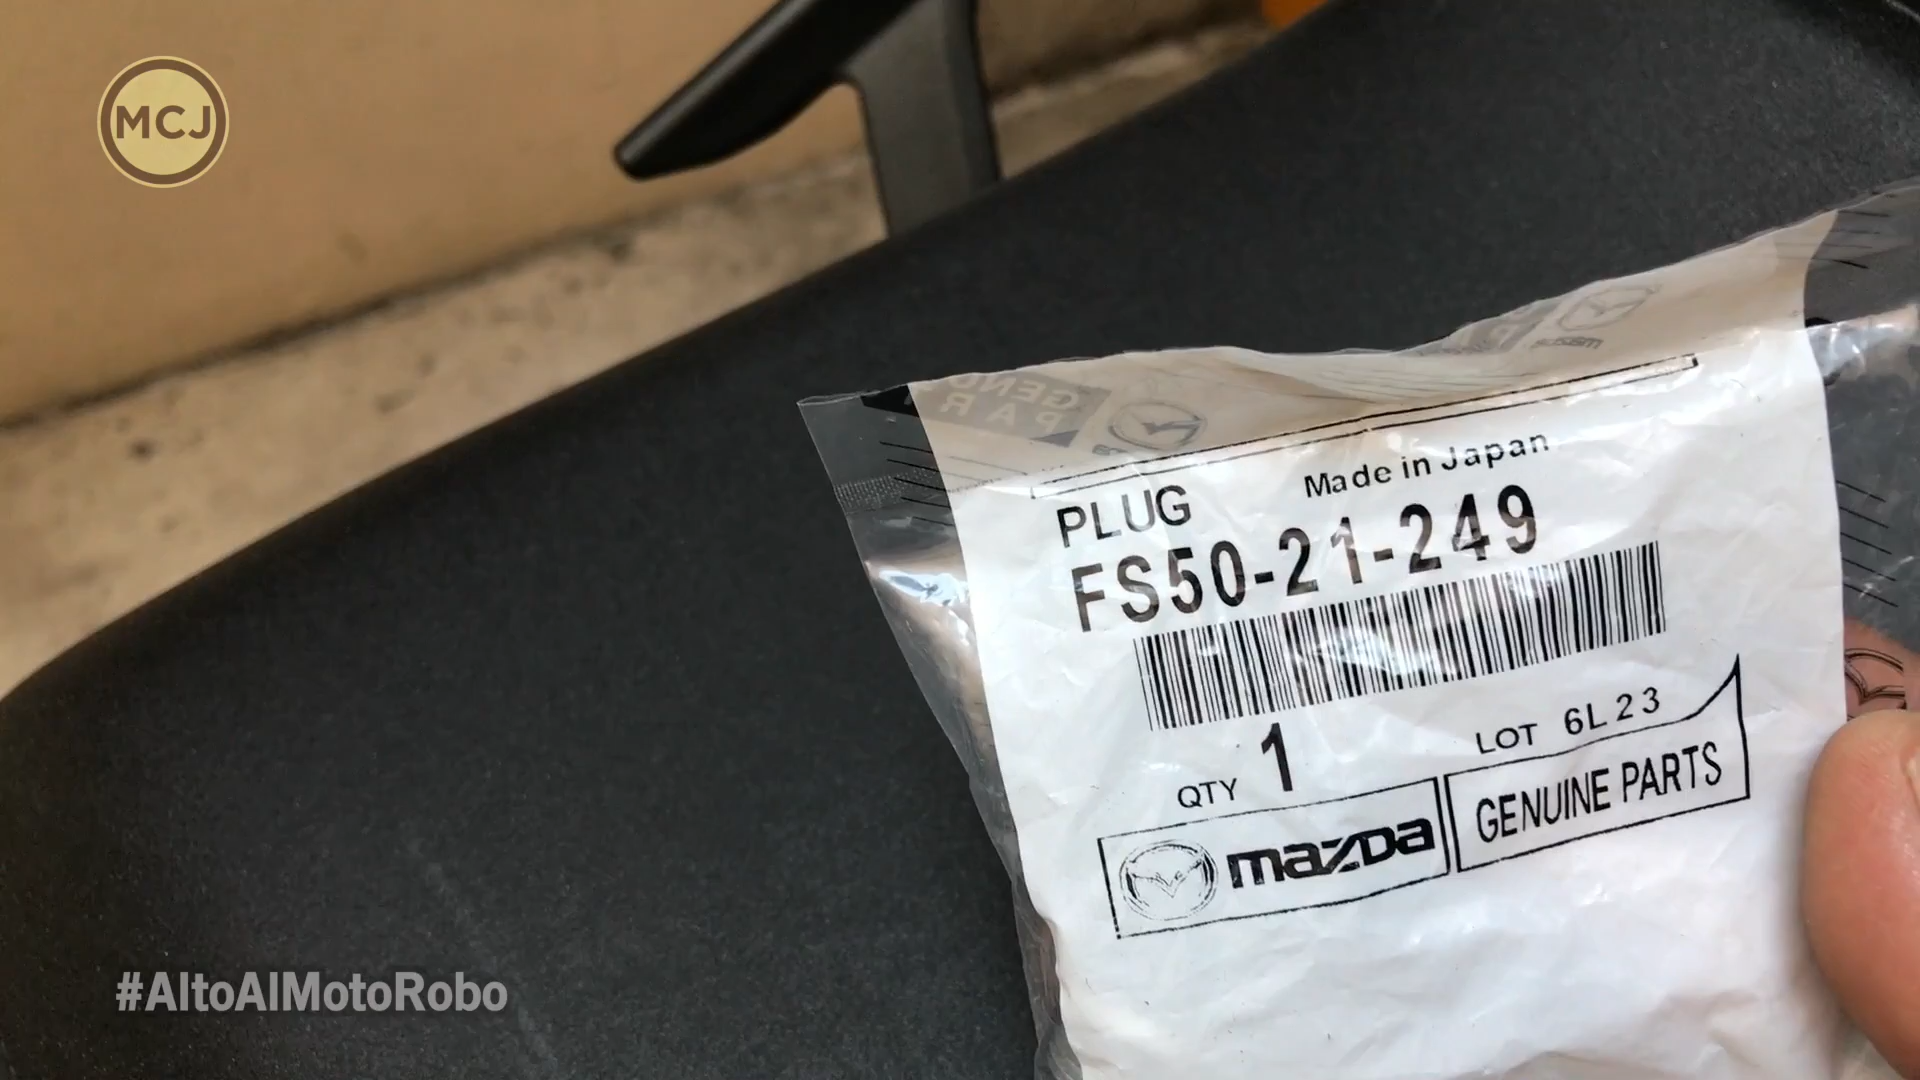 MCJ
Made in Japan
PLUG
FS50-21-249
QTY 1
LOT 6L23
mazda
GENUINE PARTS
#AltoAlMotoRobo